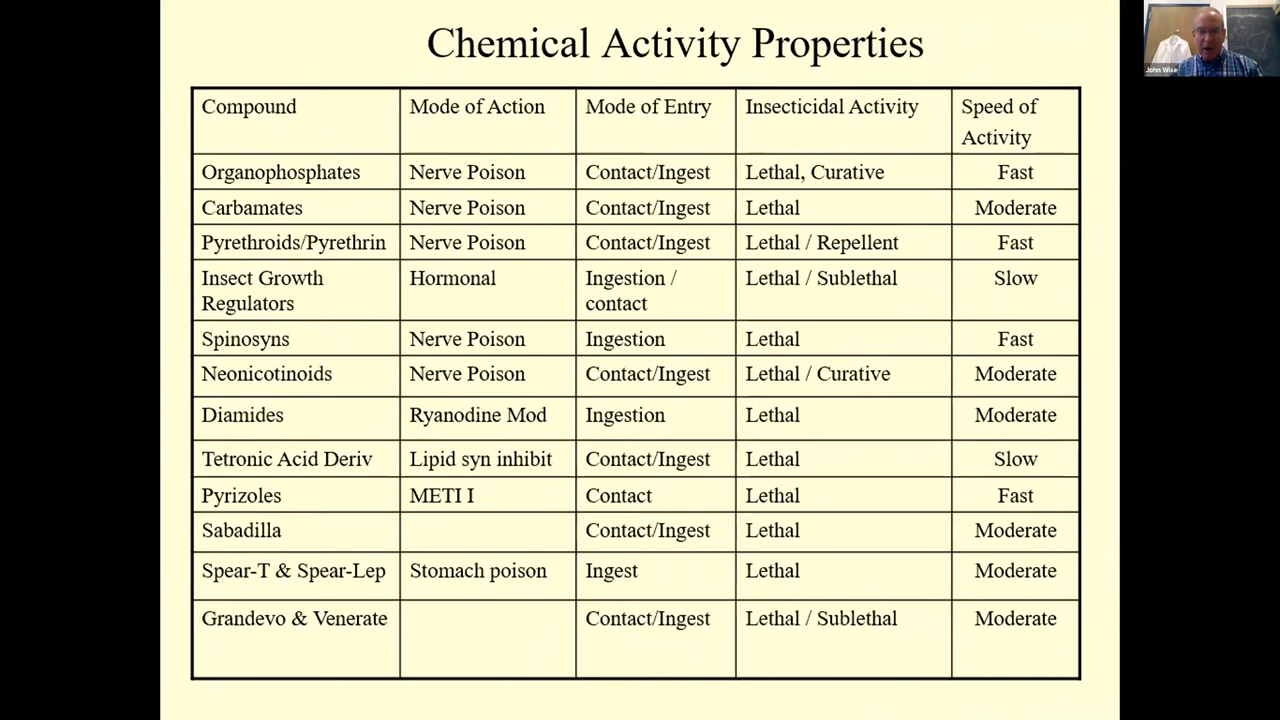 Chemical Activity Properties
John Wise
Compound Mode of Action Mode of Entry Insecticidal Activity Speed of
Activity
Organophosphates Nerve Poison Contact/Ingest Lethal, Curative Fast
Carbamates Nerve Poison Contact/Ingest Lethal Moderate
Pyrethroids/Pyrethrin Nerve Poison Contact/Ingest Lethal / Repellent Fast
Insect Growth Hormonal Ingestion / Lethal / Sublethal Slow
Regulators contact
Spinosyns Nerve Poison Ingestion Lethal Fast
Neonicotinoids Nerve Poison Contact/Ingest Lethal / Curative Moderate
Diamides Ryanodine Mod Ingestion Lethal Moderate
Tetronic Acid Deriv Lipid syn inhibit Contact/Ingest Lethal Slow
Pyrizoles METI I Contact Lethal Fast
Sabadilla Contact/Ingest Lethal Moderate
Spear-T & Spear-Lep Stomach poison Ingest Lethal Moderate
Grandevo & Venerate Contact/Ingest Lethal / Sublethal Moderate